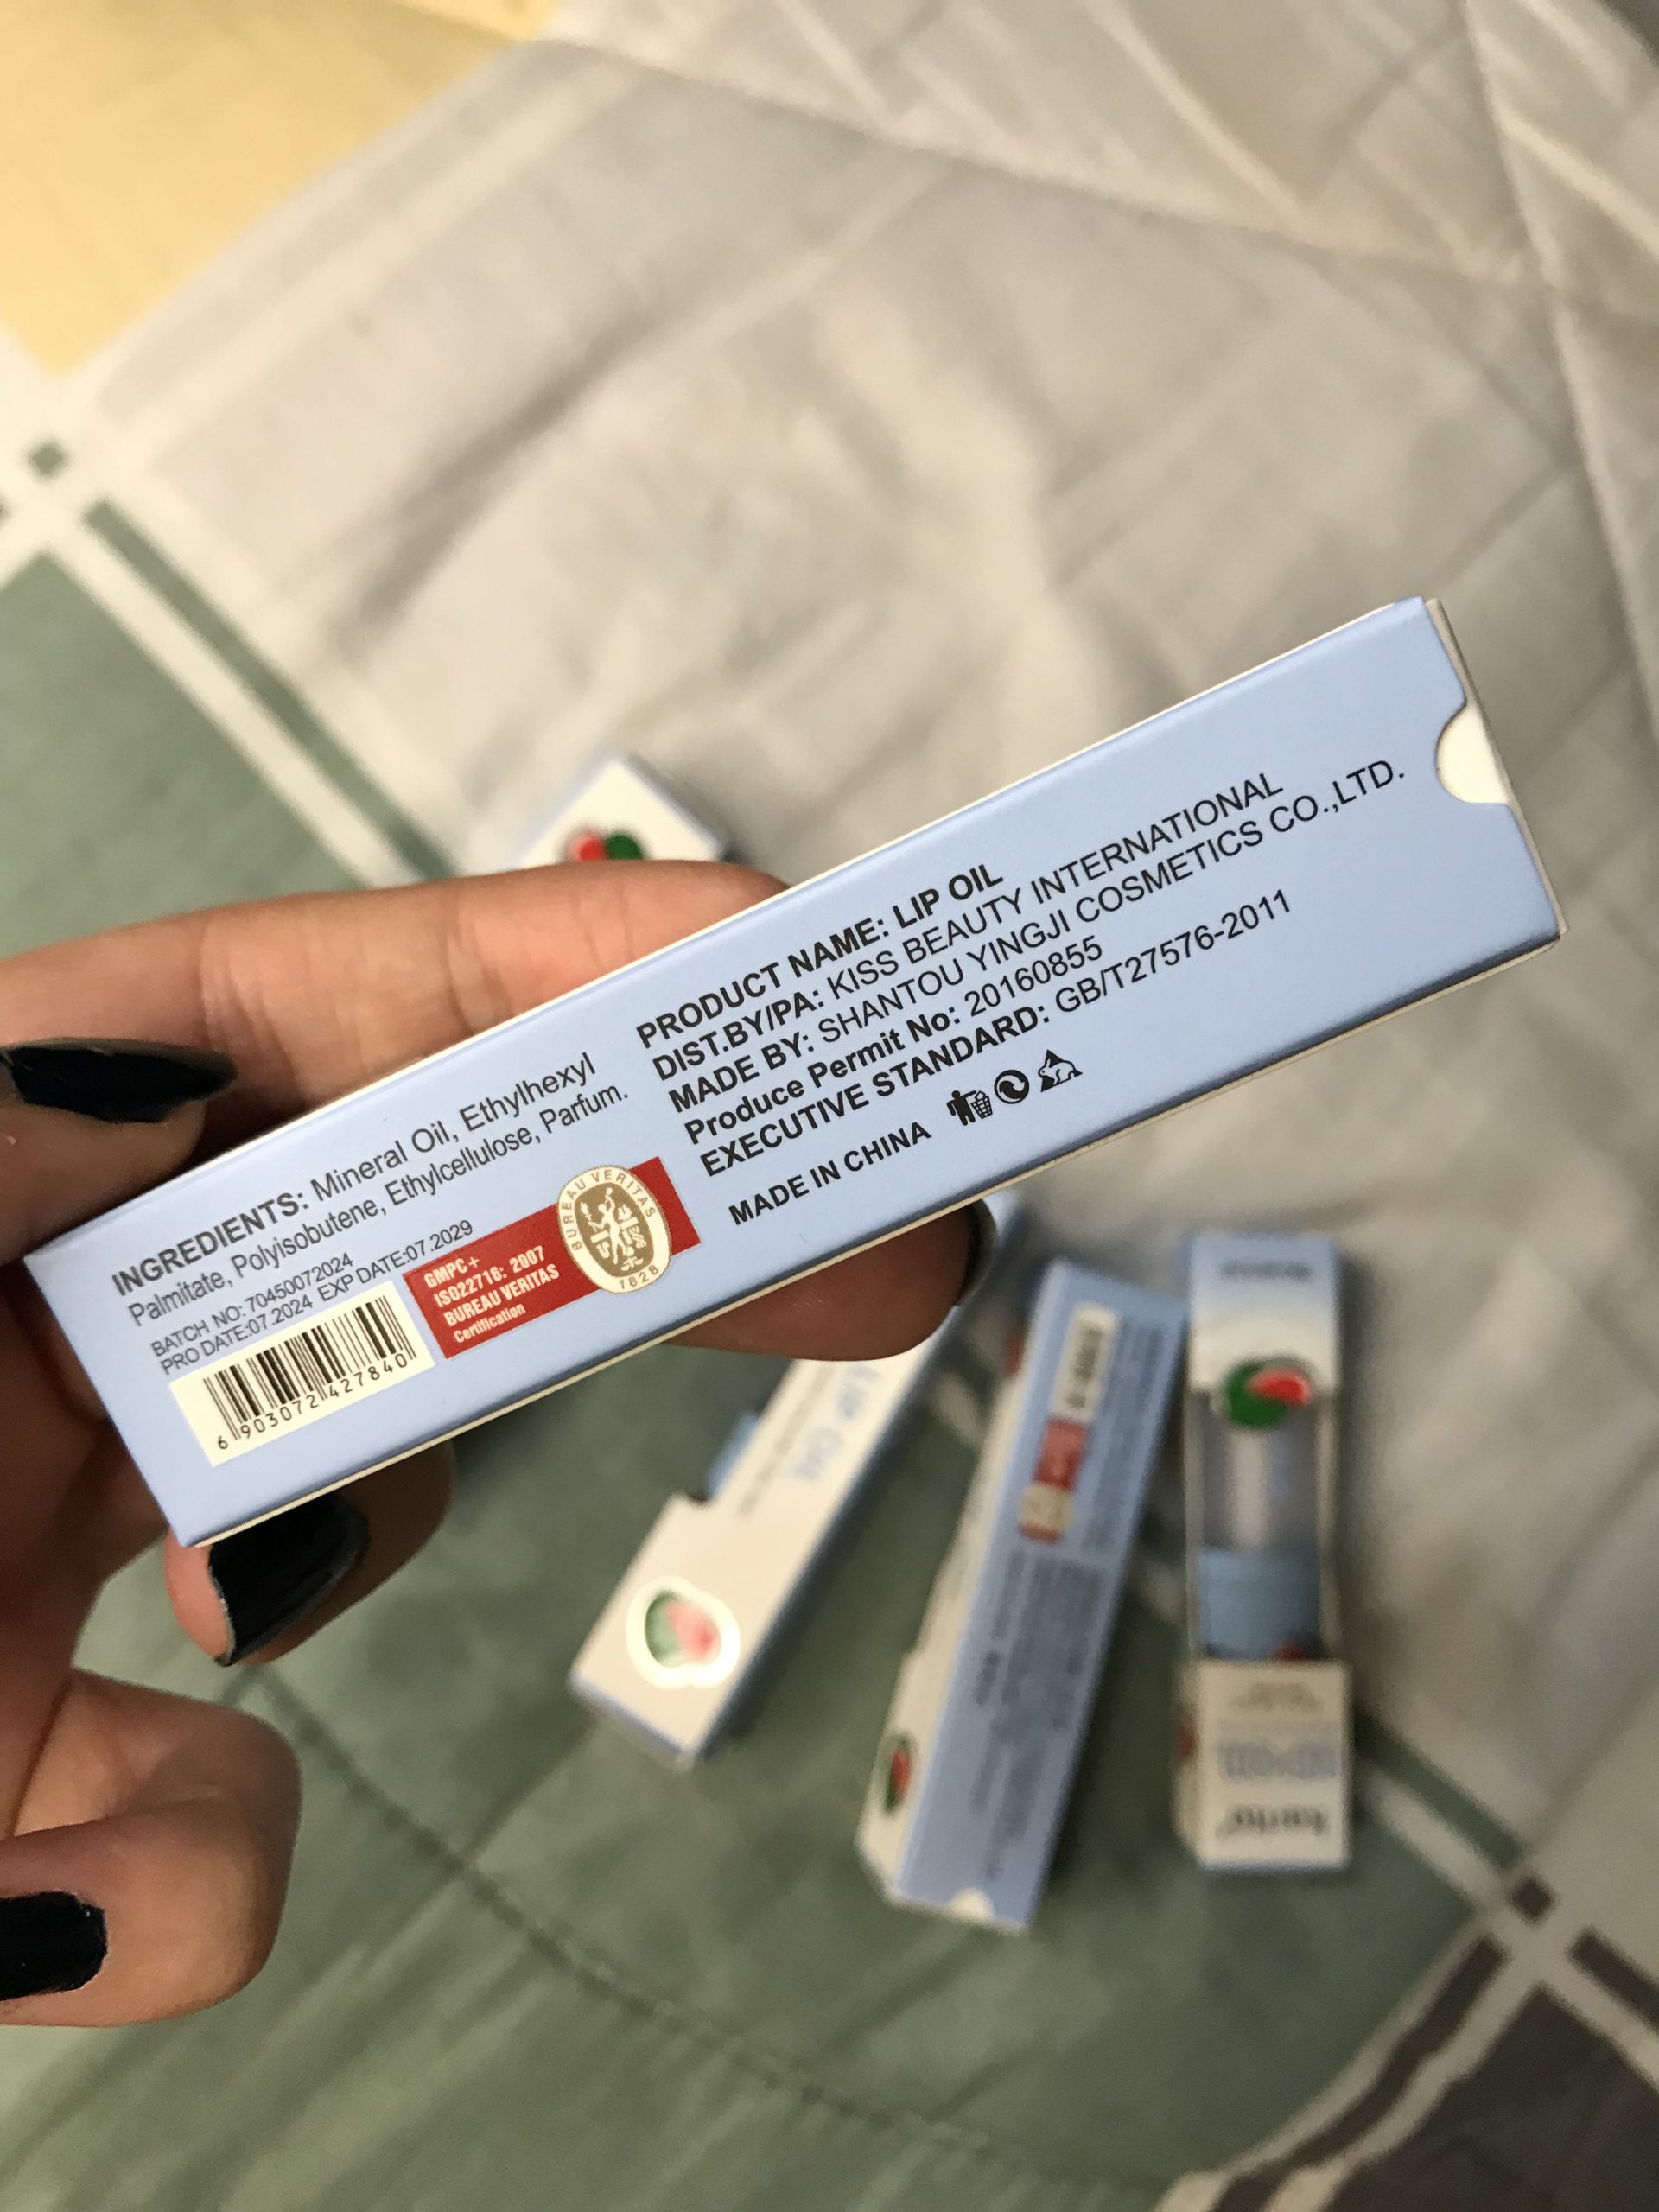 INGREDIENTS: Mineral Oil, Ethylhexyl
Palmitate, Polyisobutene, Ethylcellulose, Parfum.
BATCH NO: 70450072024
PRO DATE:07.2024 EXP DATE:07.2029
6 903072 427840
GMPC+
ISO22716: 2007
BUREAU VERITAS
Certification
BUREAU VERITAS
1828
PRODUCT NAME: LIP OIL
DIST.BY/PA: KISS BEAUTY INTERNATIONAL
MADE BY: SHANTOU YINGJI COSMETICS CO.,LTD.
Produce Permit No: 20160855
EXECUTIVE STANDARD: GB/T27576-2011
MADE IN CHINA
LIP OIL